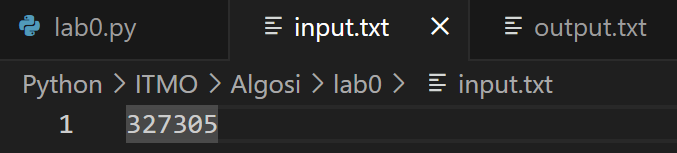 lab0.py input.txt × output.txt
Python > ITMO > Algosi > lab0 > input.txt
1 327305